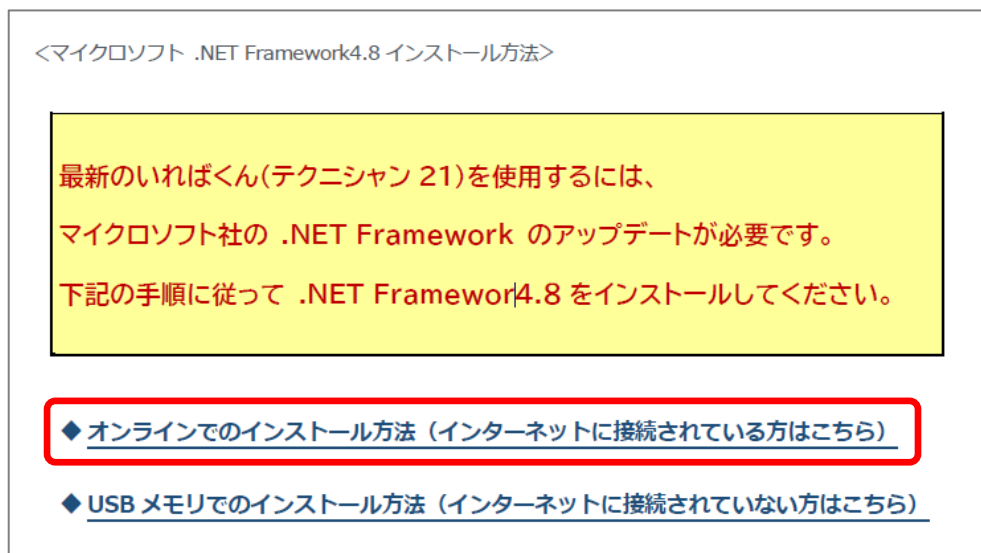 <マイクロソフト .NET Framework4.8 インストール方法>
最新のいればくん(テクニシャン 21)を使用するには、
マイクロソフト社の .NET Framework のアップデートが必要です。
下記の手順に従って .NET Framewor4.8 をインストールしてください。
◆ オンラインでのインストール方法（インターネットに接続されている方はこちら）
◆ USB メモリでのインストール方法（インターネットに接続されていない方はこちら）